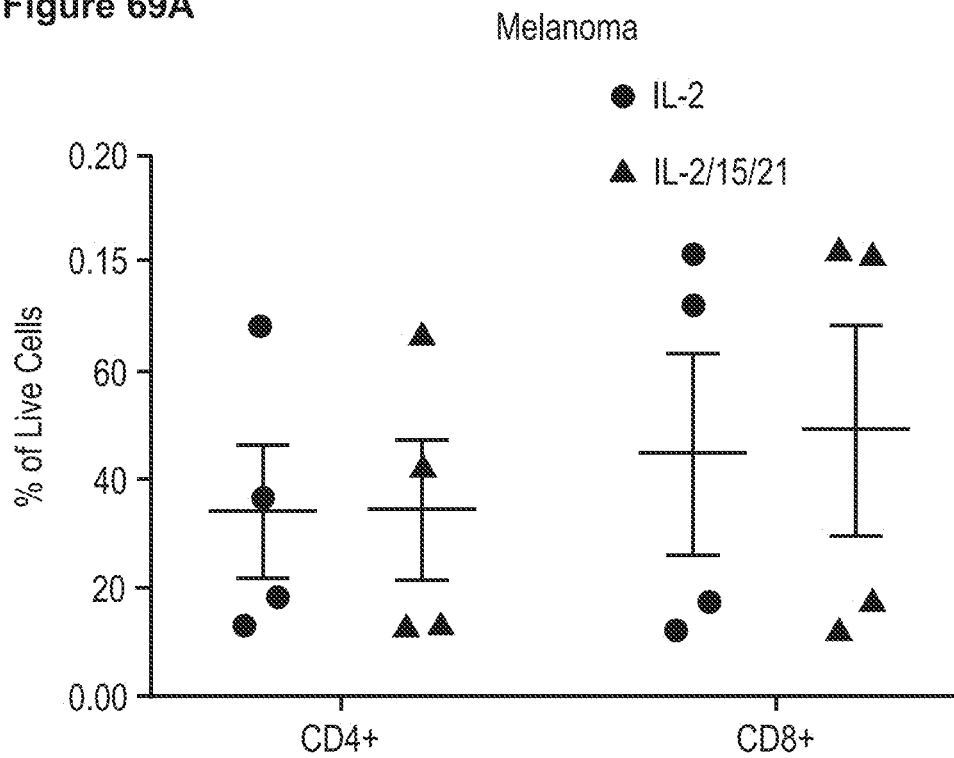 Figure 69A
Melanoma
IL-2
IL-2/15/21
0.20
0.15
60
40
20
0.00
% of Live Cells
CD4+
CD8+